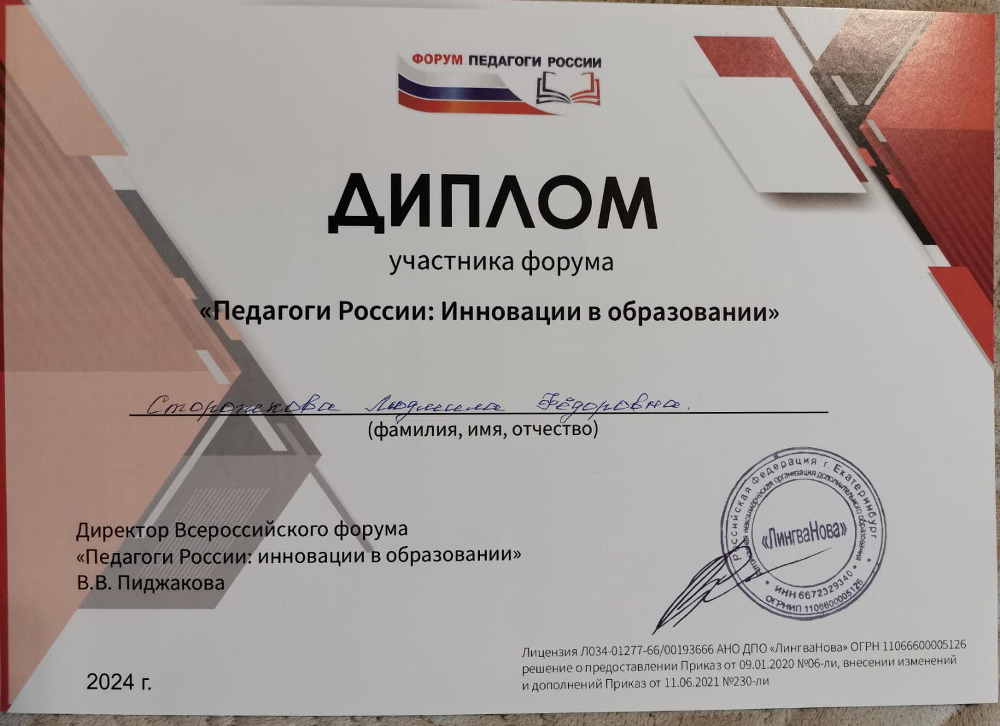 ФОРУМ ПЕДАГОГИ РОССИИ
ДИПЛОМ
участника форума
«Педагоги России: Инновации в образовании»
Сторожкова Людмила Фёдоровна.
(фамилия, имя, отчество)
Российская Федерация г. Екатеринбург
некоммерческая организация дополнительного образования
«ЛингваНова»
ИНН 6672329340
ОГРНИП 1108600005126
Директор Всероссийского форума
«Педагоги России: инновации в образовании»
В.В. Пиджакова
Лицензия Л034-01277-66/00193666 АНО ДПО «ЛингваНова» ОГРН 11066600005126
решение о предоставлении Приказ от 09.01.2020 №06-ли, внесении изменений
и дополнений Приказ от 11.06.2021 №230-ли
2024 г.